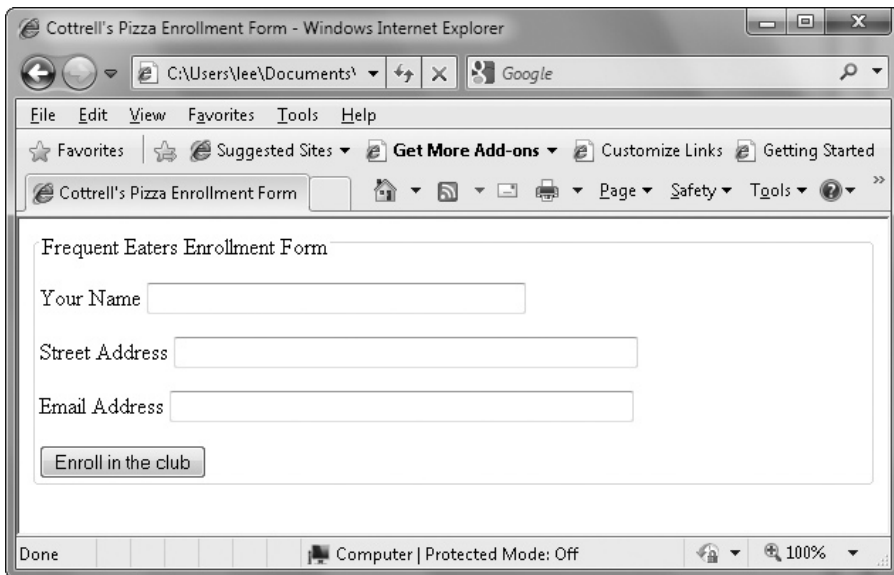 Cottrell's Pizza Enrollment Form - Windows Internet Explorer
C:\Users\lee\Documents\ Google
File Edit View Favorites Tools Help
Favorites Suggested Sites Get More Add-ons Customize Links Getting Started
Cottrell's Pizza Enrollment Form Page Safety Tools »
Frequent Eaters Enrollment Form
Your Name
Street Address
Email Address
Enroll in the club
Done Computer | Protected Mode: Off 100%